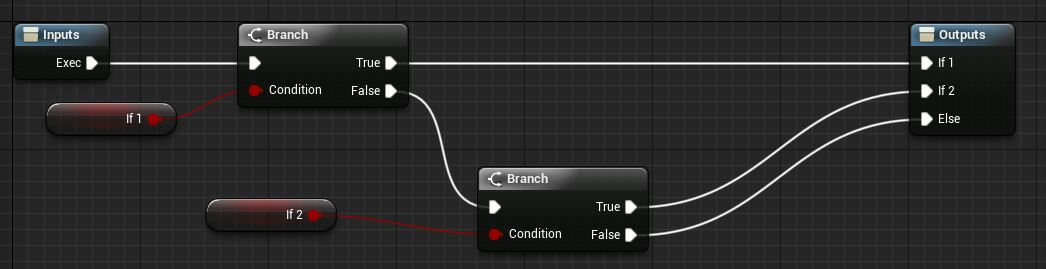 Inputs
Exec
If 1
Branch
True
Condition
False
If 2
Branch
True
Condition
False
Outputs
If 1
If 2
Else